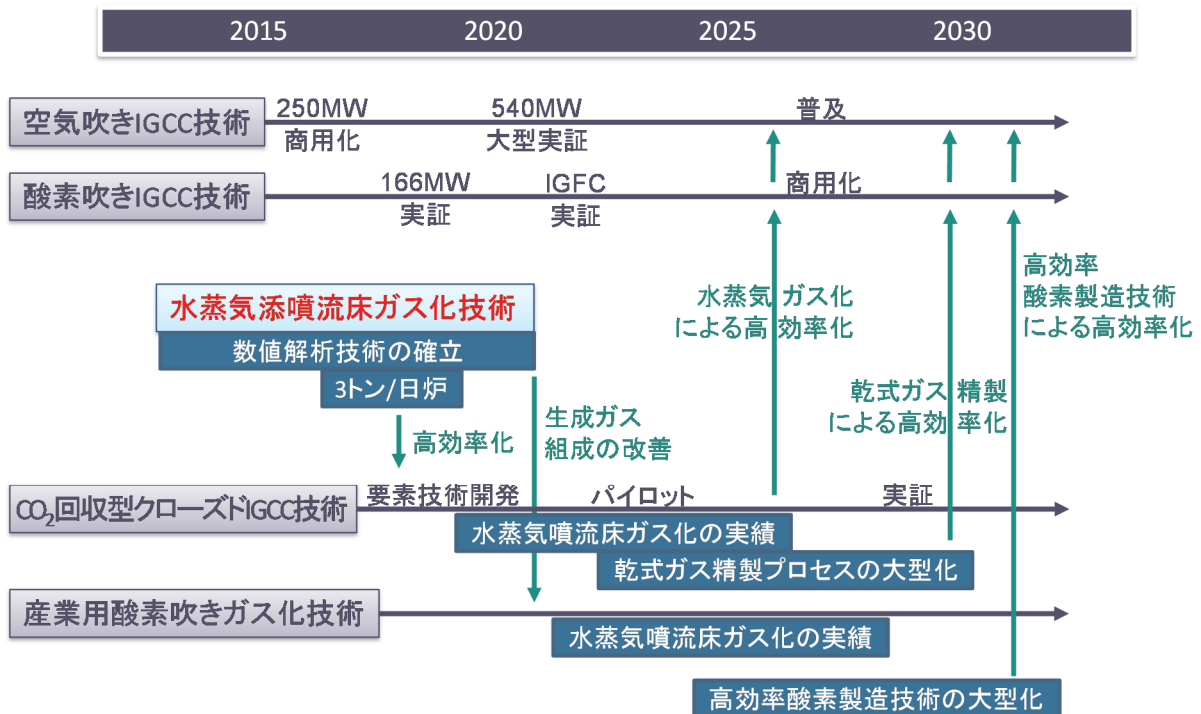 2015 2020 2025 2030
250MW 540MW 普及
空気吹きIGCC技術
商用化 大型実証
酸素吹きIGCC技術
166MW IGFC 商用化
実証 実証
高効率
酸素製造技術
による高効率化
水蒸気ガス化
による高効率化
水蒸気添噴流床ガス化技術
数値解析技術の確立
3トン/日炉
乾式ガス精製
による高効率化
高効率化
生成ガス
組成の改善
CO₂回収型クローズドIGCC技術
要素技術開発 パイロット 実証
水蒸気噴流床ガス化の実績
乾式ガス精製プロセスの大型化
産業用酸素吹きガス化技術
水蒸気噴流床ガス化の実績
高効率酸素製造技術の大型化